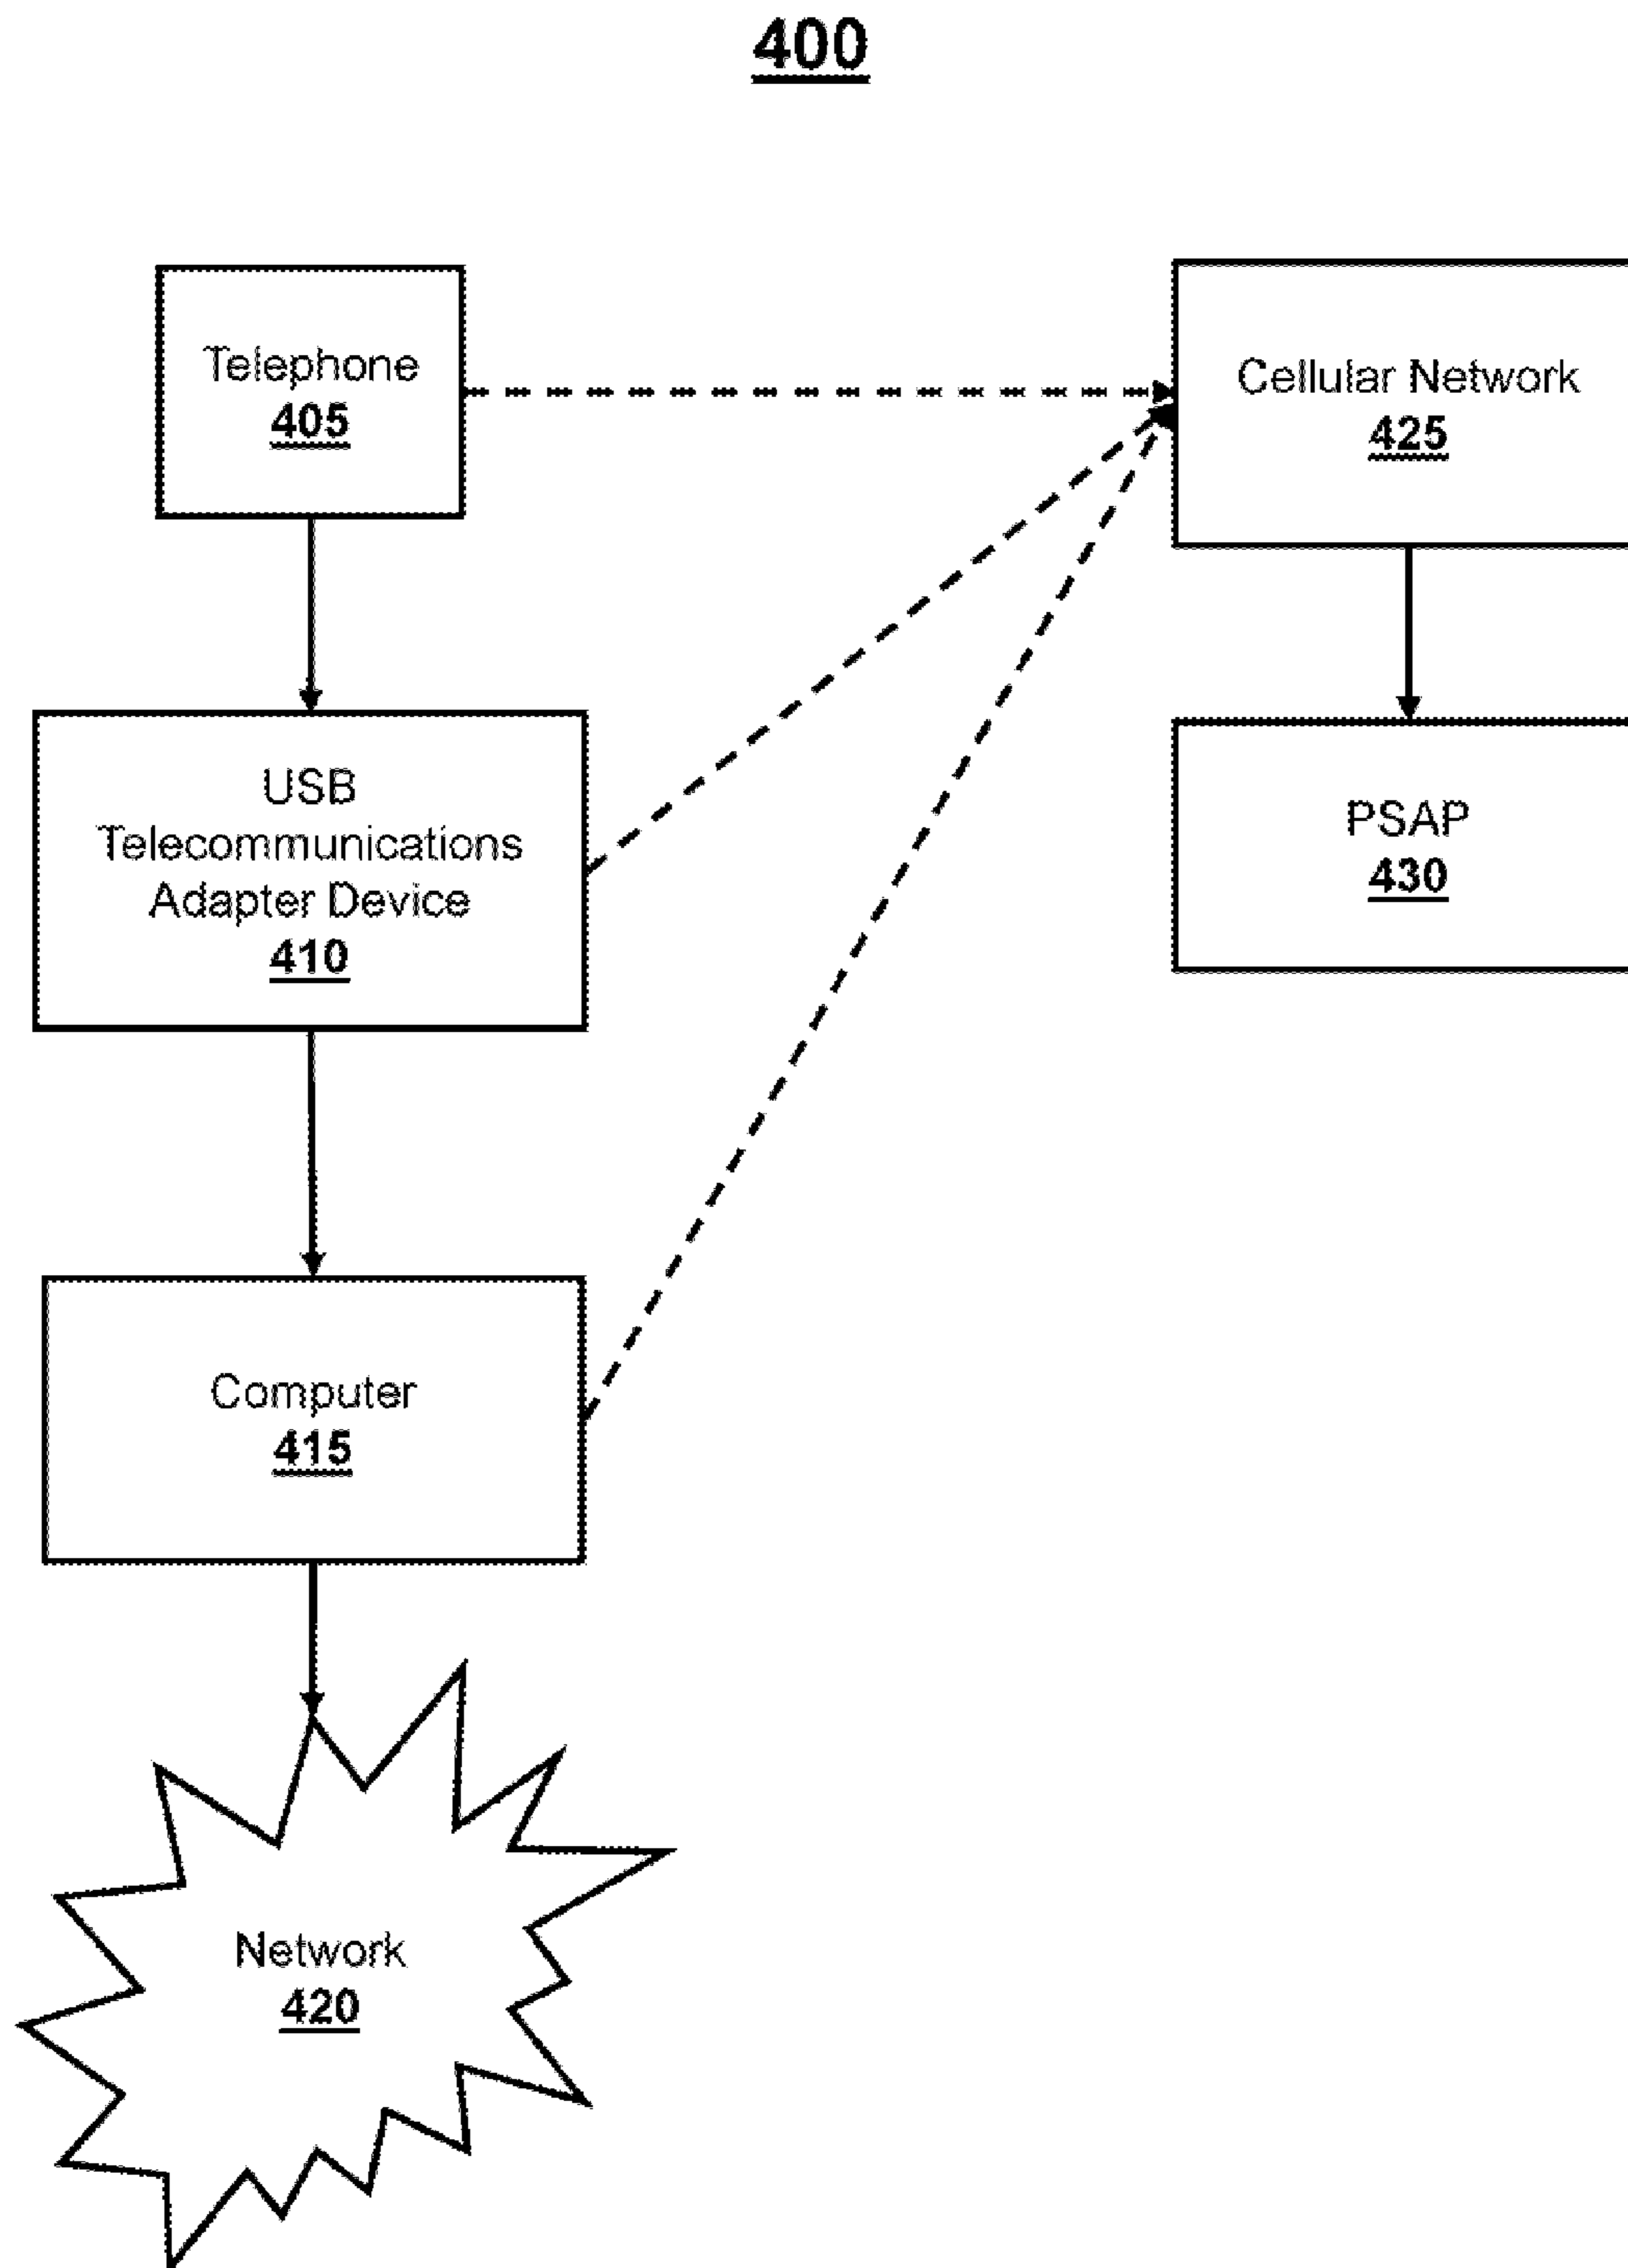 400
Telephone
405
Cellular Network
425
USB
Telecommunications
Adapter Device
410
PSAP
430
Computer
415
Network
420